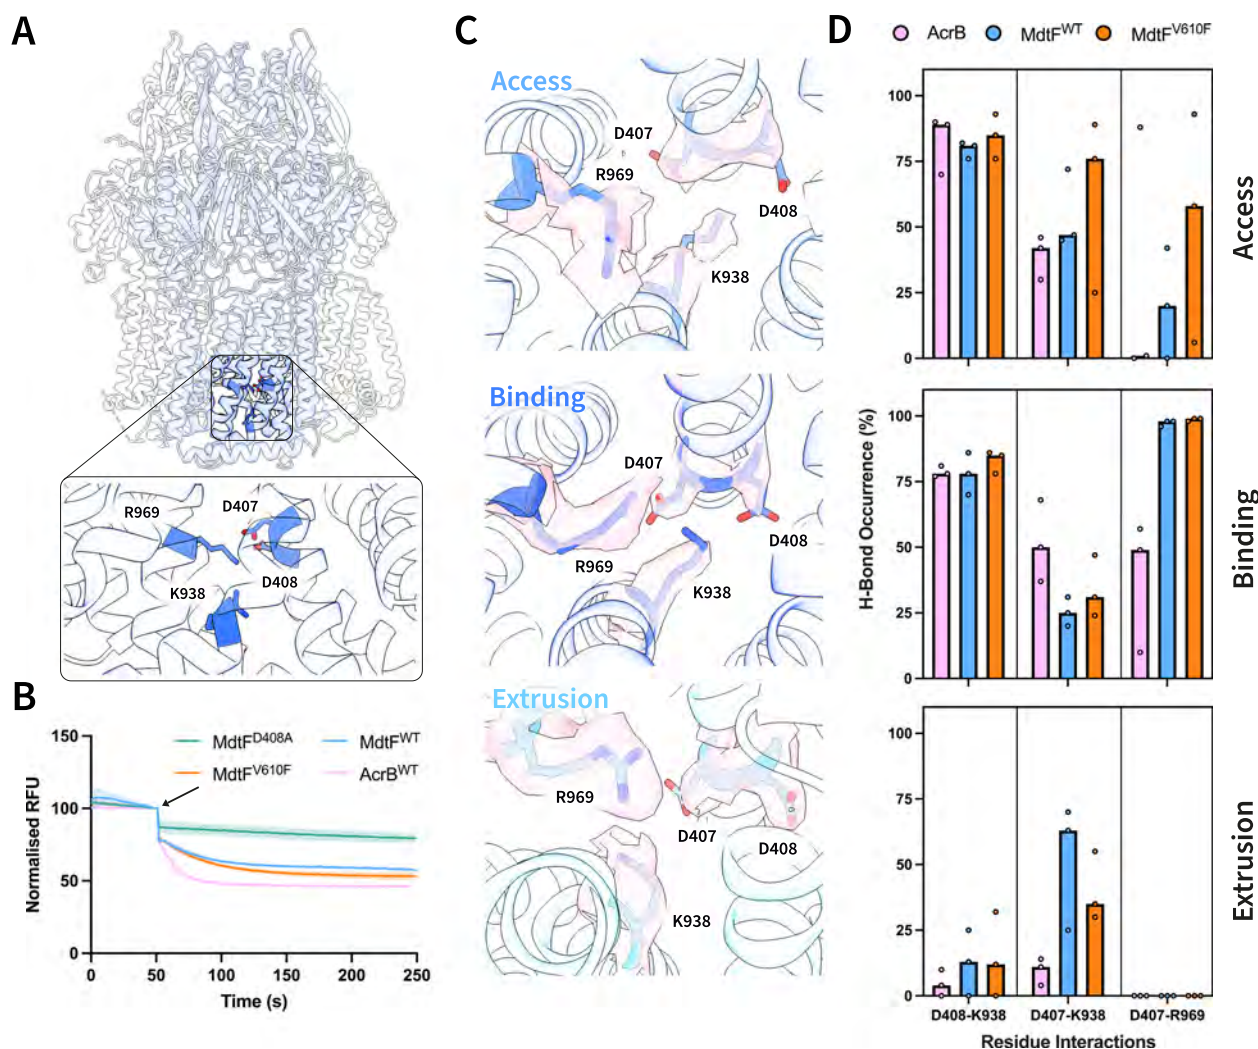 A
R969
D407
K938
D408
B
150
100
50
0
Normalised RFU
MdtF^D408A
MdtF^WT
MdtF^V610F
AcrB^WT
0 50 100 150 200 250
Time (s)
C
Access
D407
R969
D408
K938
Binding
D407
D408
R969
K938
Extrusion
R969
D407
D408
K938
D
AcrB
MdtF^WT
MdtF^V610F
100
75
50
25
0
Access
100
75
50
25
0
H-Bond Occurrence (%)
Binding
100
75
50
25
0
Extrusion
D408-K938 D407-K938 D407-R969
Residue Interactions